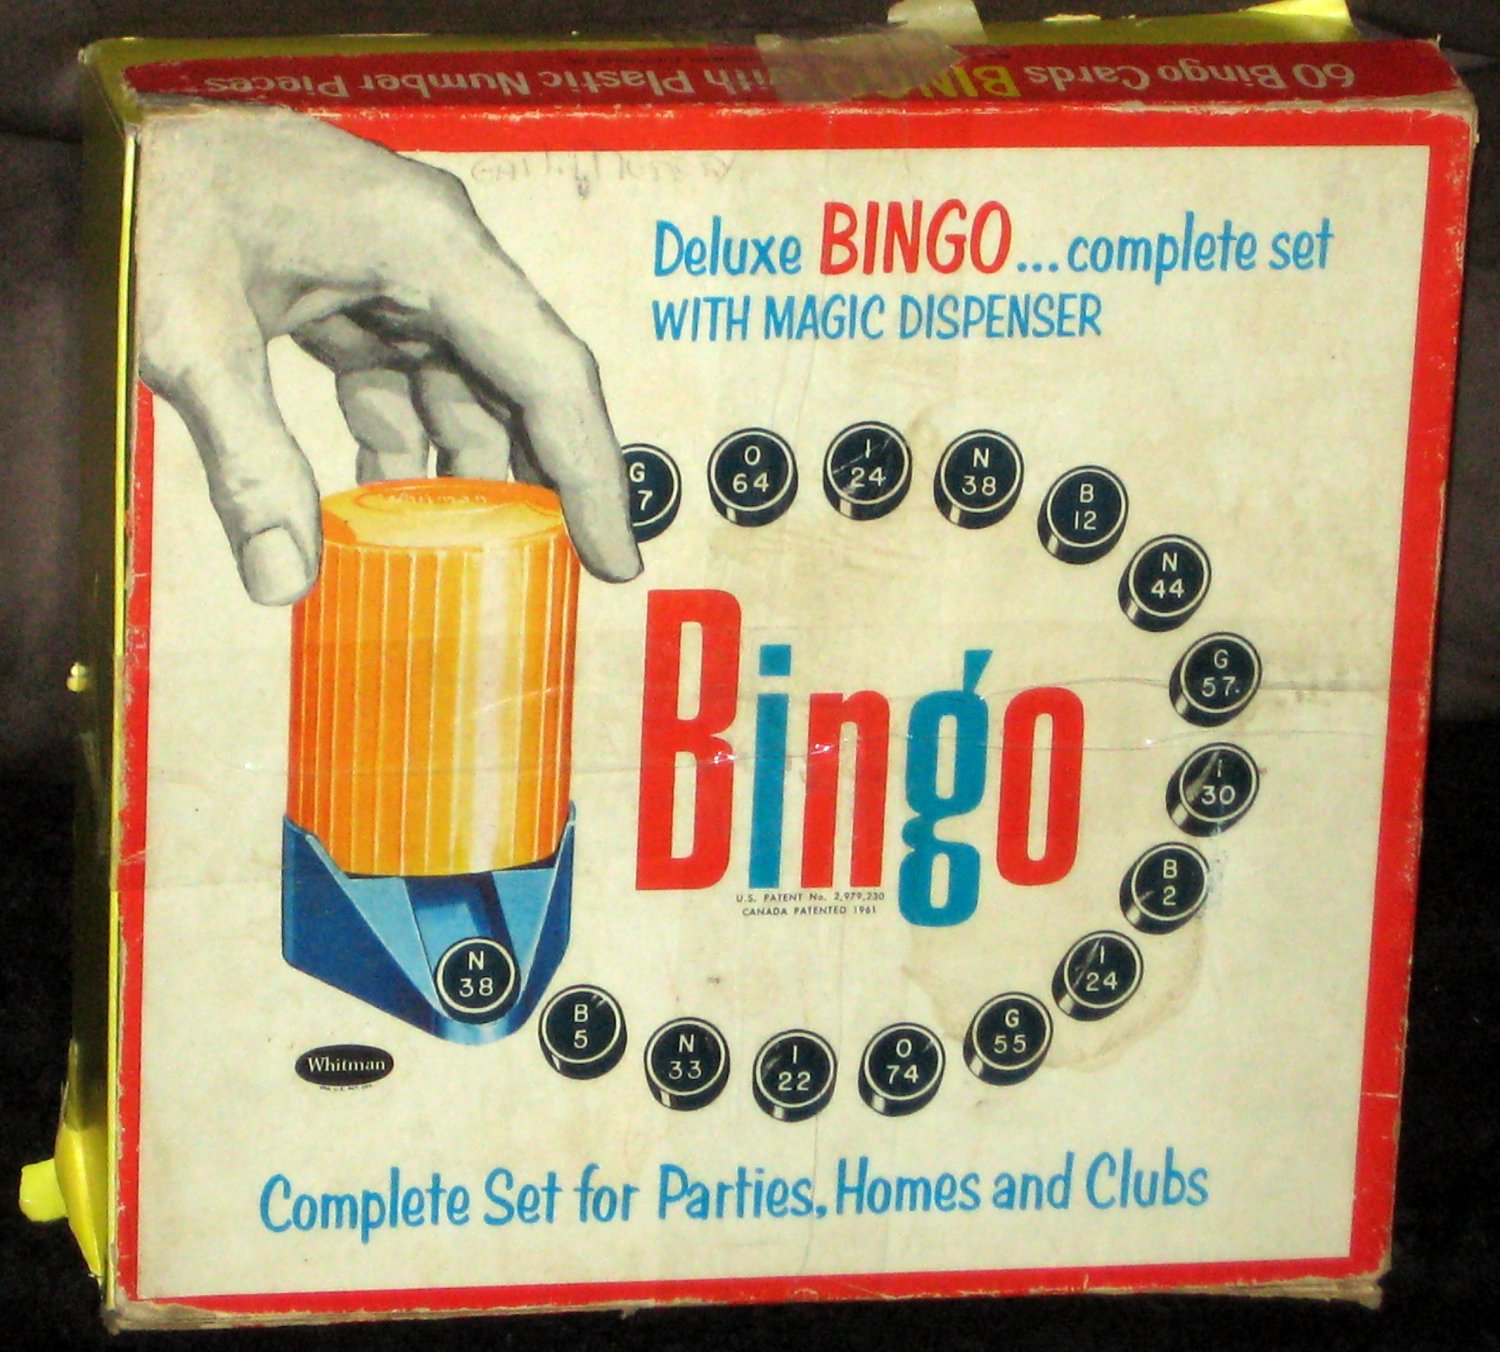 60 Bingo Cards BINGO with Plastic Number Pieces
Deluxe BINGO...complete set
WITH MAGIC DISPENSER
G
7
O
64
I
24
N
38
B
12
N
44
G
57
I
30
B
2
I
24
G
55
O
74
I
22
N
33
B
5
N
38
Bingo
U.S. PATENT No. 2,979,230
CANADA PATENTED 1961
Whitman
Complete Set for Parties, Homes and Clubs